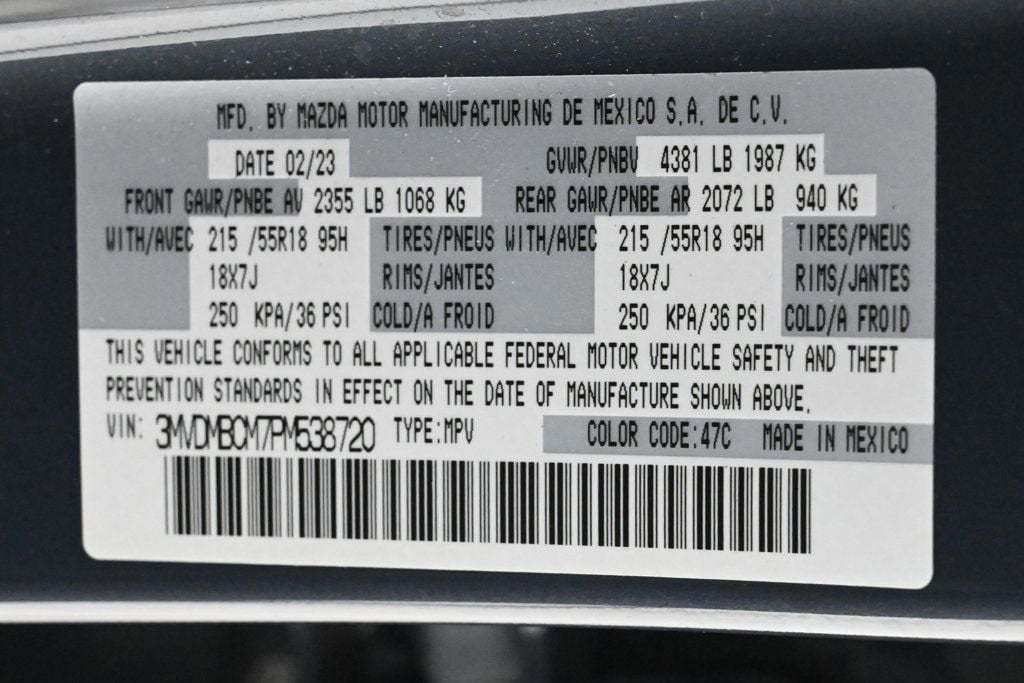 MFD. BY MAZDA MOTOR MANUFACTURING DE MEXICO S.A. DE C.V.
DATE 02/23 GVWR/PNBV 4381 LB 1987 KG
FRONT GAWR/PNBE AV 2355 LB 1068 KG REAR GAWR/PNBE AR 2072 LB 940 KG
WITH/AVEC 215 /55R18 95H TIRES/PNEUS WITH/AVEC 215 /55R18 95H TIRES/PNEUS
18X7J RIMS/JANTES 18X7J RIMS/JANTES
250 KPA/36 PSI COLD/A FROID 250 KPA/36 PSI COLD/A FROID
THIS VEHICLE CONFORMS TO ALL APPLICABLE FEDERAL MOTOR VEHICLE SAFETY AND THEFT
PREVENTION STANDARDS IN EFFECT ON THE DATE OF MANUFACTURE SHOWN ABOVE.
VIN: 3MVDMBCM7PM538720 TYPE:MPV COLOR CODE:47C MADE IN MEXICO